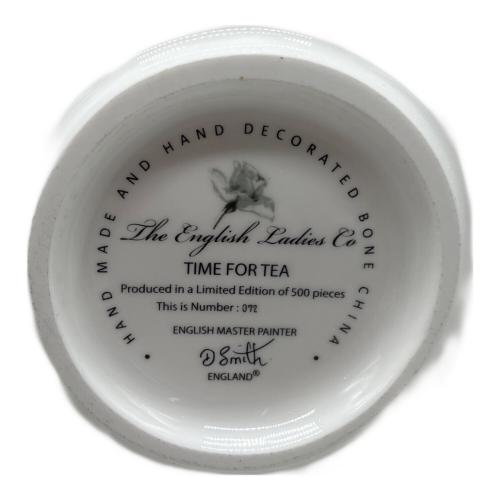 HAND MADE AND HAND DECORATED BONE CHINA
The English Ladies Co
TIME FOR TEA
Produced in a Limited Edition of 500 pieces
This is Number : 072
ENGLISH MASTER PAINTER
D Smith.
ENGLAND®